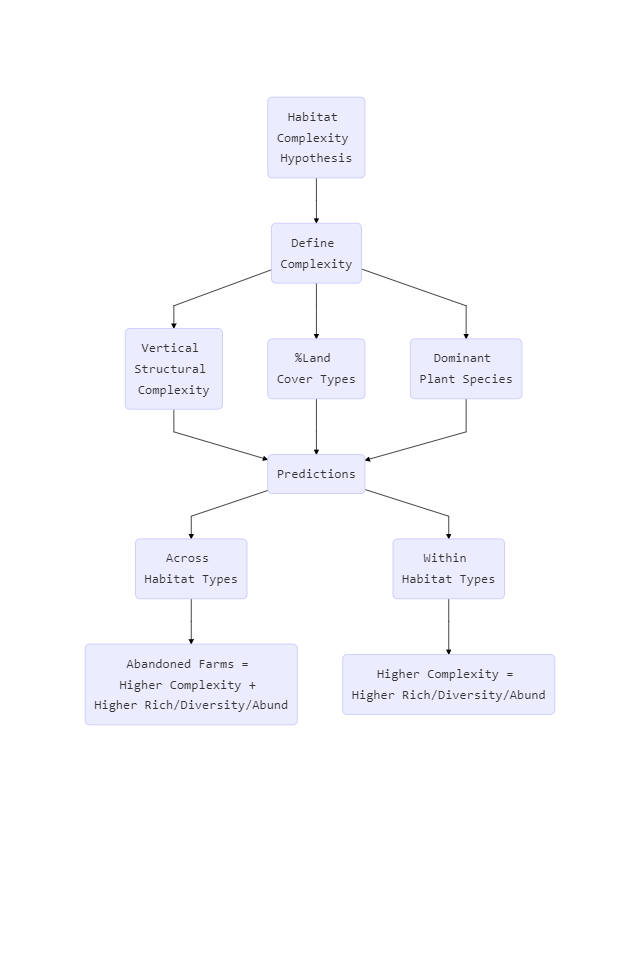 Habitat
Complexity
Hypothesis
Define
Complexity
Vertical
Structural
Complexity
%Land
Cover Types
Dominant
Plant Species
Predictions
Across
Habitat Types
Within
Habitat Types
Abandoned Farms =
Higher Complexity +
Higher Rich/Diversity/Abund
Higher Complexity =
Higher Rich/Diversity/Abund